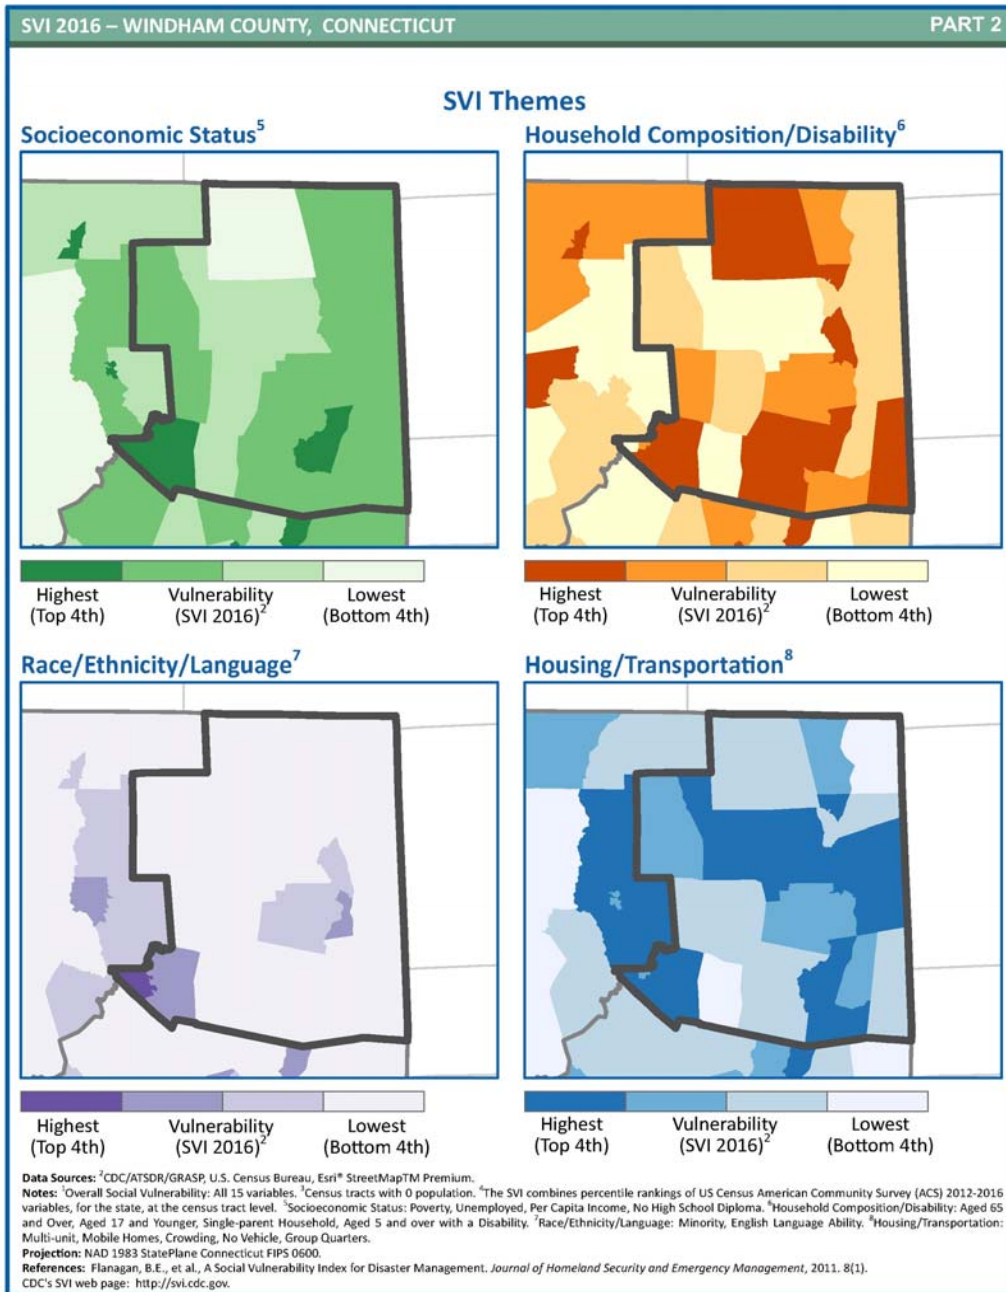 SVI 2016 – WINDHAM COUNTY, CONNECTICUT PART 2
SVI Themes
Socioeconomic Status⁵ Household Composition/Disability⁶
Highest (Top 4th) Vulnerability (SVI 2016)² Lowest (Bottom 4th)
Highest (Top 4th) Vulnerability (SVI 2016)² Lowest (Bottom 4th)
Race/Ethnicity/Language⁷ Housing/Transportation⁸
Highest (Top 4th) Vulnerability (SVI 2016)² Lowest (Bottom 4th)
Highest (Top 4th) Vulnerability (SVI 2016)² Lowest (Bottom 4th)
Data Sources: ²CDC/ATSDR/GRASP, U.S. Census Bureau, Esri® StreetMapTM Premium.
Notes: ¹Overall Social Vulnerability: All 15 variables. ³Census tracts with 0 population. ⁴The SVI combines percentile rankings of US Census American Community Survey (ACS) 2012-2016
variables, for the state, at the census tract level. ⁵Socioeconomic Status: Poverty, Unemployed, Per Capita Income, No High School Diploma. ⁶Household Composition/Disability: Aged 65
and Over, Aged 17 and Younger, Single-parent Household, Aged 5 and over with a Disability. ⁷Race/Ethnicity/Language: Minority, English Language Ability. ⁸Housing/Transportation:
Multi-unit, Mobile Homes, Crowding, No Vehicle, Group Quarters.
Projection: NAD 1983 StatePlane Connecticut FIPS 0600.
References: Flanagan, B.E., et al., A Social Vulnerability Index for Disaster Management. Journal of Homeland Security and Emergency Management, 2011. 8(1).
CDC's SVI web page: http://svi.cdc.gov.